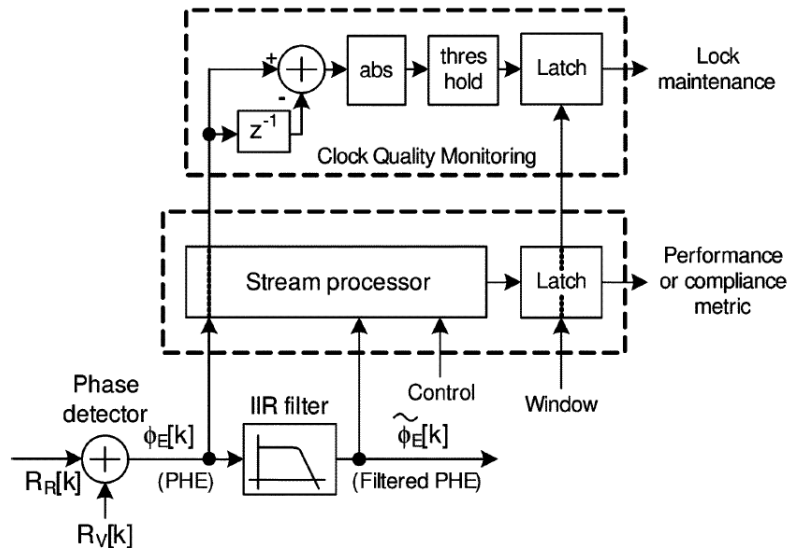 +
-
abs
thres
hold
Latch
Lock
maintenance
z⁻¹
Clock Quality Monitoring
Stream processor
Latch
Performance
or compliance
metric
Control
Window
Phase
detector
IIR filter
ϕE[k]
ϕ̃E[k]
RR[k]
(PHE)
(Filtered PHE)
RV[k]